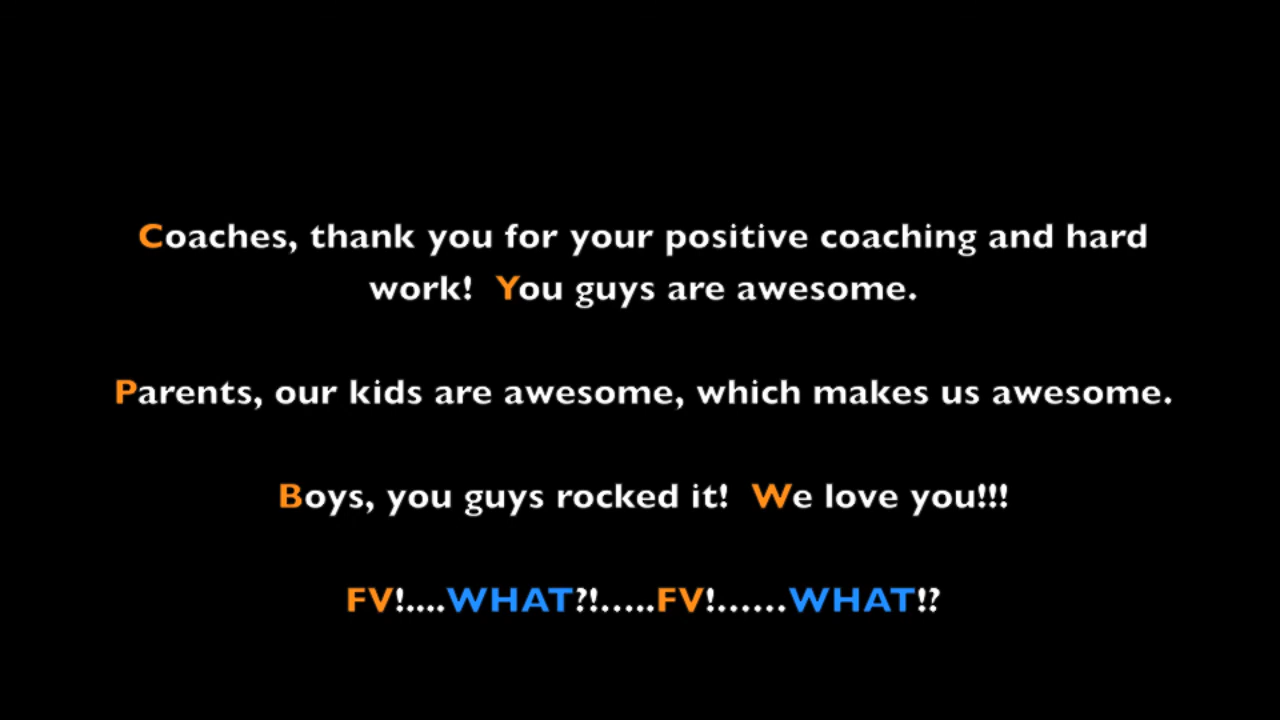 Coaches, thank you for your positive coaching and hard
work!  You guys are awesome.
Parents, our kids are awesome, which makes us awesome.
Boys, you guys rocked it!  We love you!!!
FV!....WHAT?!.....FV!......WHAT!?